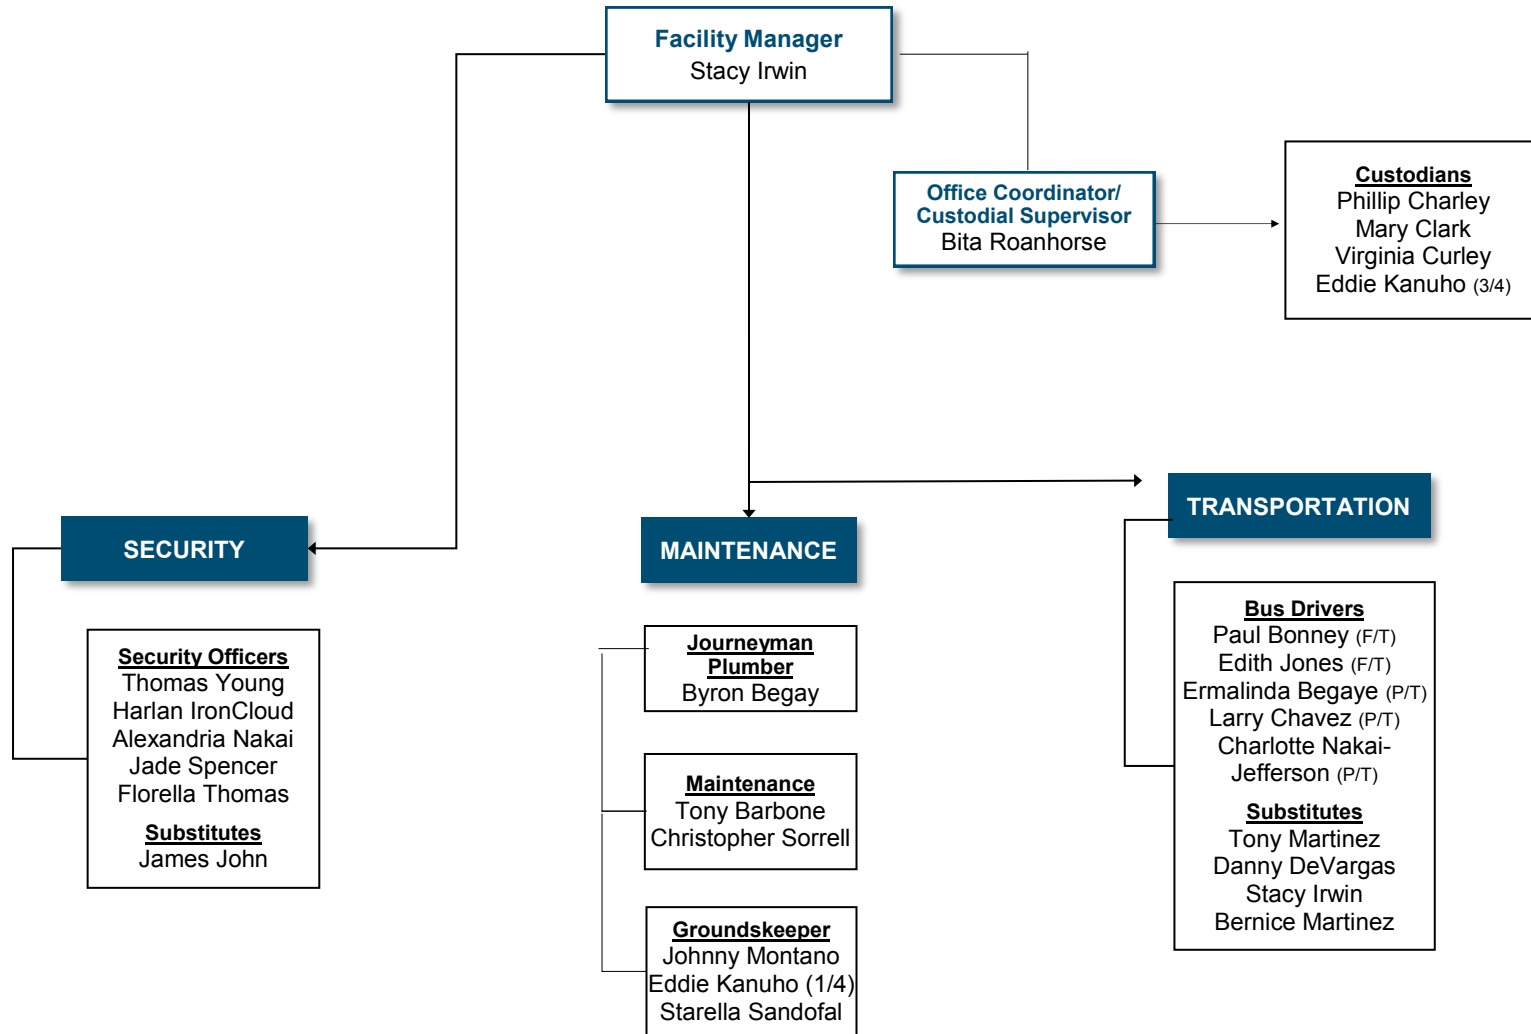 Facility Manager
Stacy Irwin
Office Coordinator/
Custodial Supervisor
Bita Roanhorse
Custodians
Phillip Charley
Mary Clark
Virginia Curley
Eddie Kanuho (3/4)
SECURITY
Security Officers
Thomas Young
Harlan IronCloud
Alexandria Nakai
Jade Spencer
Florella Thomas
Substitutes
James John
MAINTENANCE
Journeyman
Plumber
Byron Begay
Maintenance
Tony Barbone
Christopher Sorrell
Groundskeeper
Johnny Montano
Eddie Kanuho (1/4)
Starella Sandofal
TRANSPORTATION
Bus Drivers
Paul Bonney (F/T)
Edith Jones (F/T)
Ermalinda Begaye (P/T)
Larry Chavez (P/T)
Charlotte Nakai-
Jefferson (P/T)
Substitutes
Tony Martinez
Danny DeVargas
Stacy Irwin
Bernice Martinez